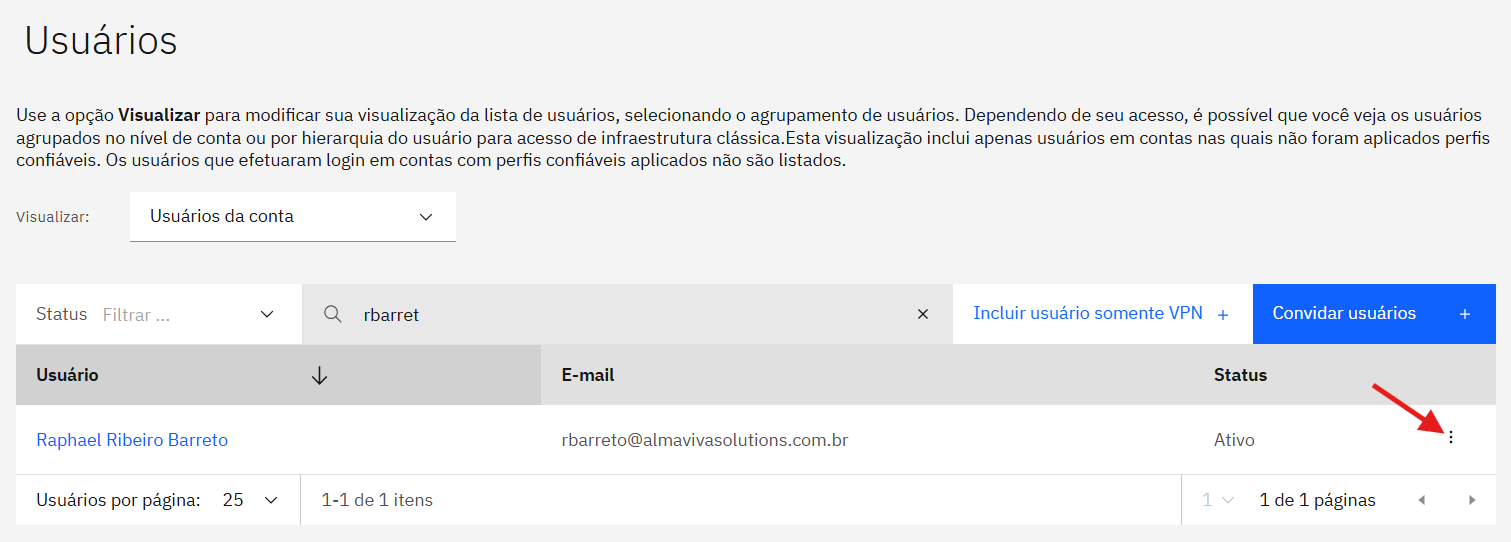 Usuários
Use a opção Visualizar para modificar sua visualização da lista de usuários, selecionando o agrupamento de usuários. Dependendo de seu acesso, é possível que você veja os usuários
agrupados no nível de conta ou por hierarquia do usuário para acesso de infraestrutura clássica.Esta visualização inclui apenas usuários em contas nas quais não foram aplicados perfis
confiáveis. Os usuários que efetuaram login em contas com perfis confiáveis aplicados não são listados.
Visualizar: Usuários da conta
Status Filtrar ... rbarret Incluir usuário somente VPN + Convidar usuários +
Usuário E-mail Status
Raphael Ribeiro Barreto rbarreto@almavivasolutions.com.br Ativo
Usuários por página: 25 1-1 de 1 itens 1 1 de 1 páginas